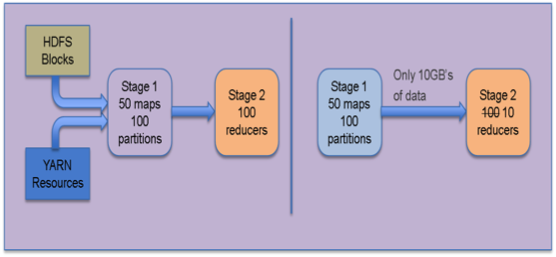 HDFS
Blocks
YARN
Resources
Stage 1
50 maps
100
partitions
Stage 2
100
reducers
Stage 1
50 maps
100
partitions
Only 10GB's
of data
Stage 2
100 10
reducers